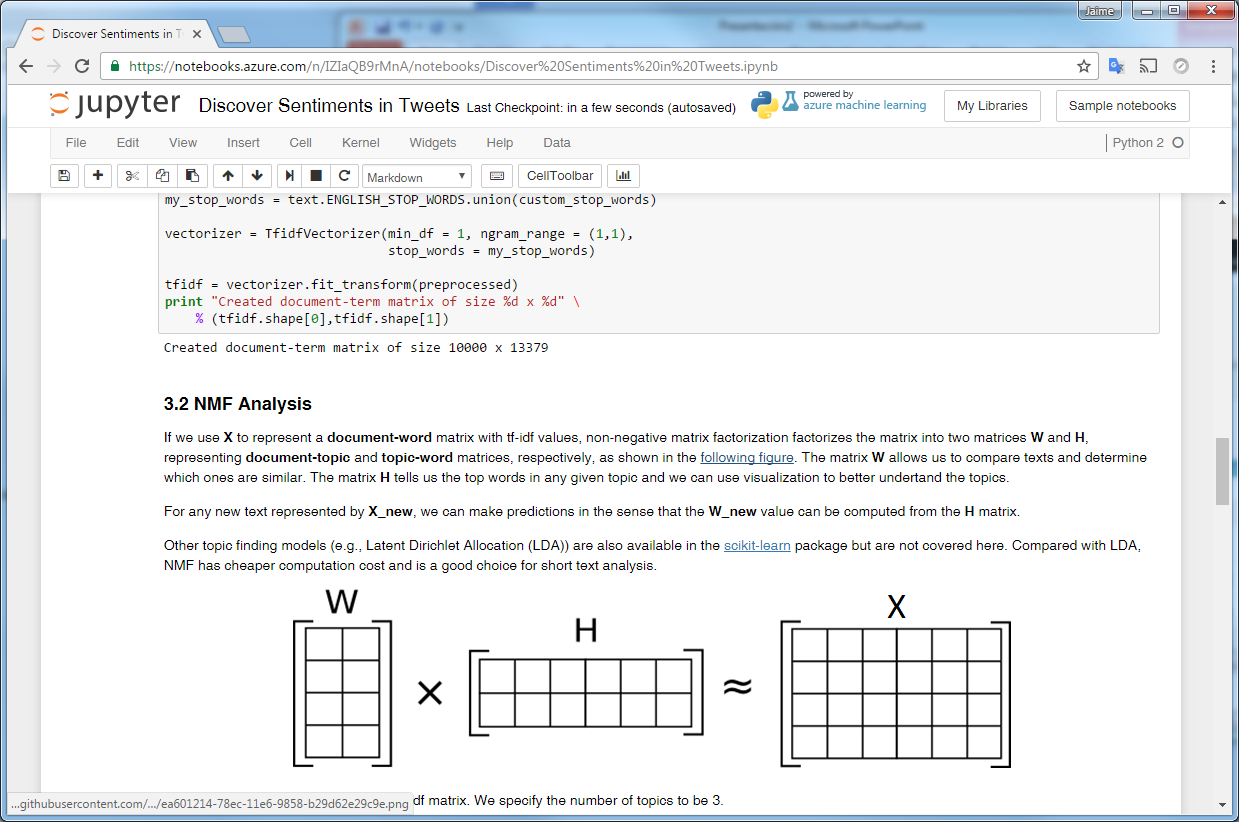 Jaime
Discover Sentiments in T
https://notebooks.azure.com/n/IZIaQB9rMnA/notebooks/Discover%20Sentiments%20in%20Tweets.ipynb
jupyter Discover Sentiments in Tweets Last Checkpoint: in a few seconds (autosaved) powered by azure machine learning My Libraries Sample notebooks
File Edit View Insert Cell Kernel Widgets Help Data Python 2
Markdown CellToolbar
my_stop_words = text.ENGLISH_STOP_WORDS.union(custom_stop_words)
vectorizer = TfidfVectorizer(min_df = 1, ngram_range = (1,1),
stop_words = my_stop_words)
tfidf = vectorizer.fit_transform(preprocessed)
print "Created document-term matrix of size %d x %d" \
% (tfidf.shape[0],tfidf.shape[1])
Created document-term matrix of size 10000 x 13379
3.2 NMF Analysis
If we use X to represent a document-word matrix with tf-idf values, non-negative matrix factorization factorizes the matrix into two matrices W and H,
representing document-topic and topic-word matrices, respectively, as shown in the following figure. The matrix W allows us to compare texts and determine
which ones are similar. The matrix H tells us the top words in any given topic and we can use visualization to better undertand the topics.
For any new text represented by X_new, we can make predictions in the sense that the W_new value can be computed from the H matrix.
Other topic finding models (e.g., Latent Dirichlet Allocation (LDA)) are also available in the scikit-learn package but are not covered here. Compared with LDA,
NMF has cheaper computation cost and is a good choice for short text analysis.
W × H ≈ X
...githubusercontent.com/.../ea601214-78ec-11e6-9858-b29d62e29c9e.png df matrix. We specify the number of topics to be 3.